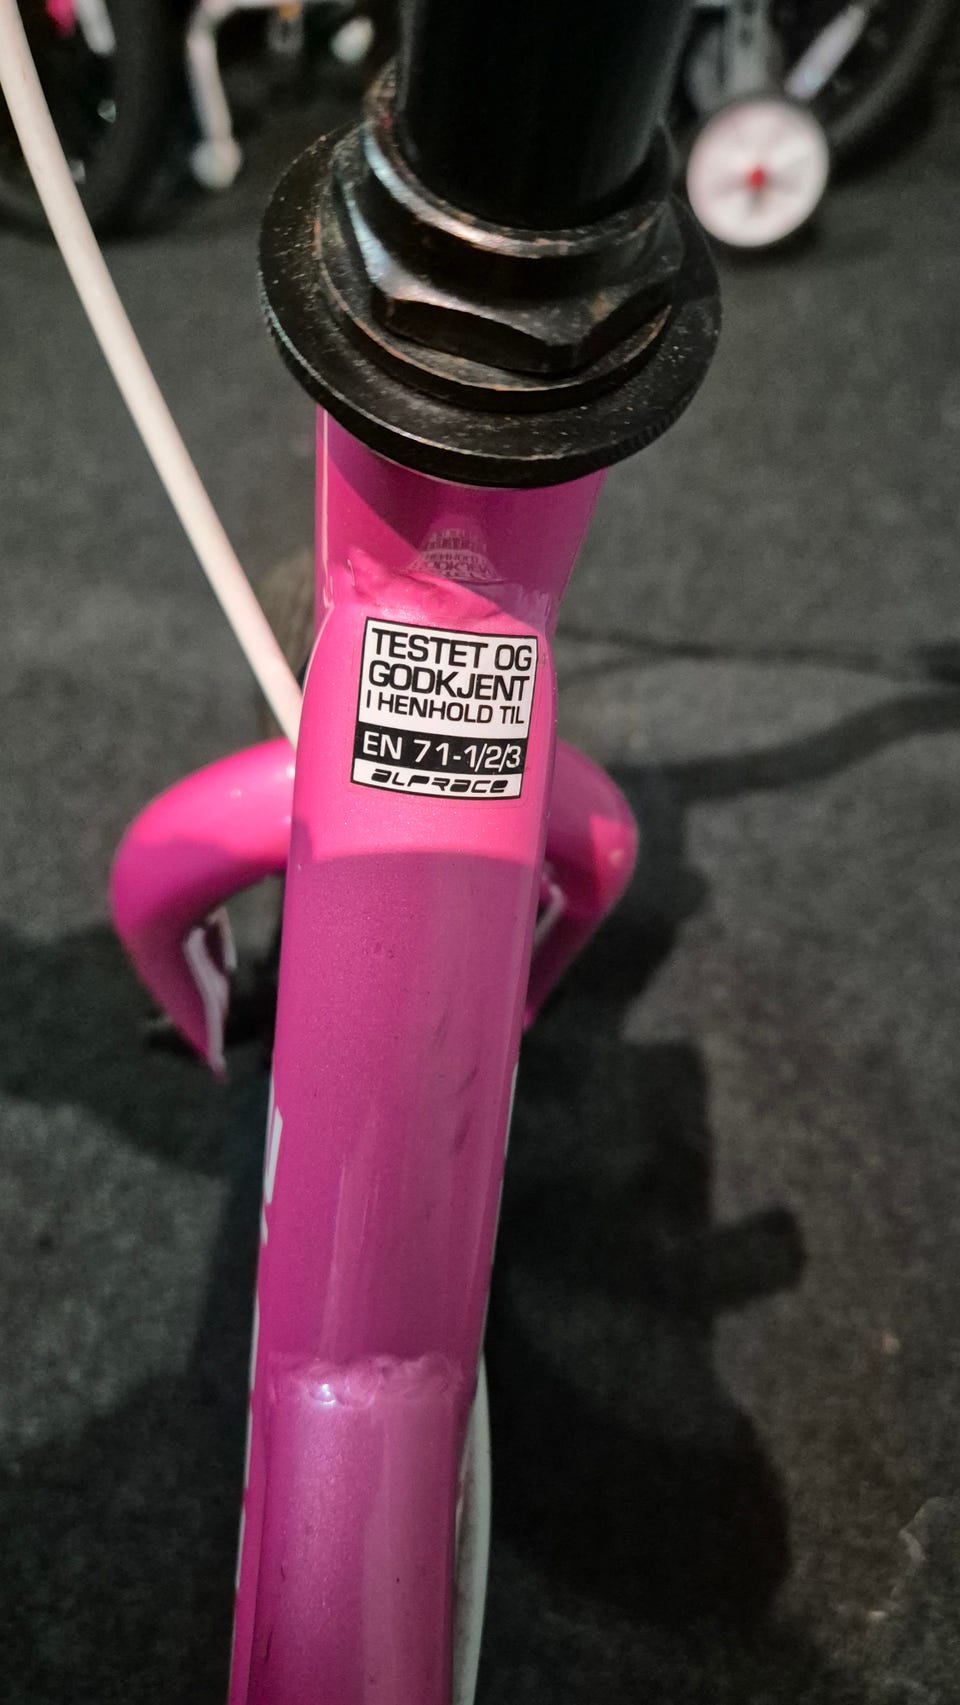 TESTET OG
GODKJENT
I HENHOLD TIL
EN 71-1/2/3
ALPRACE